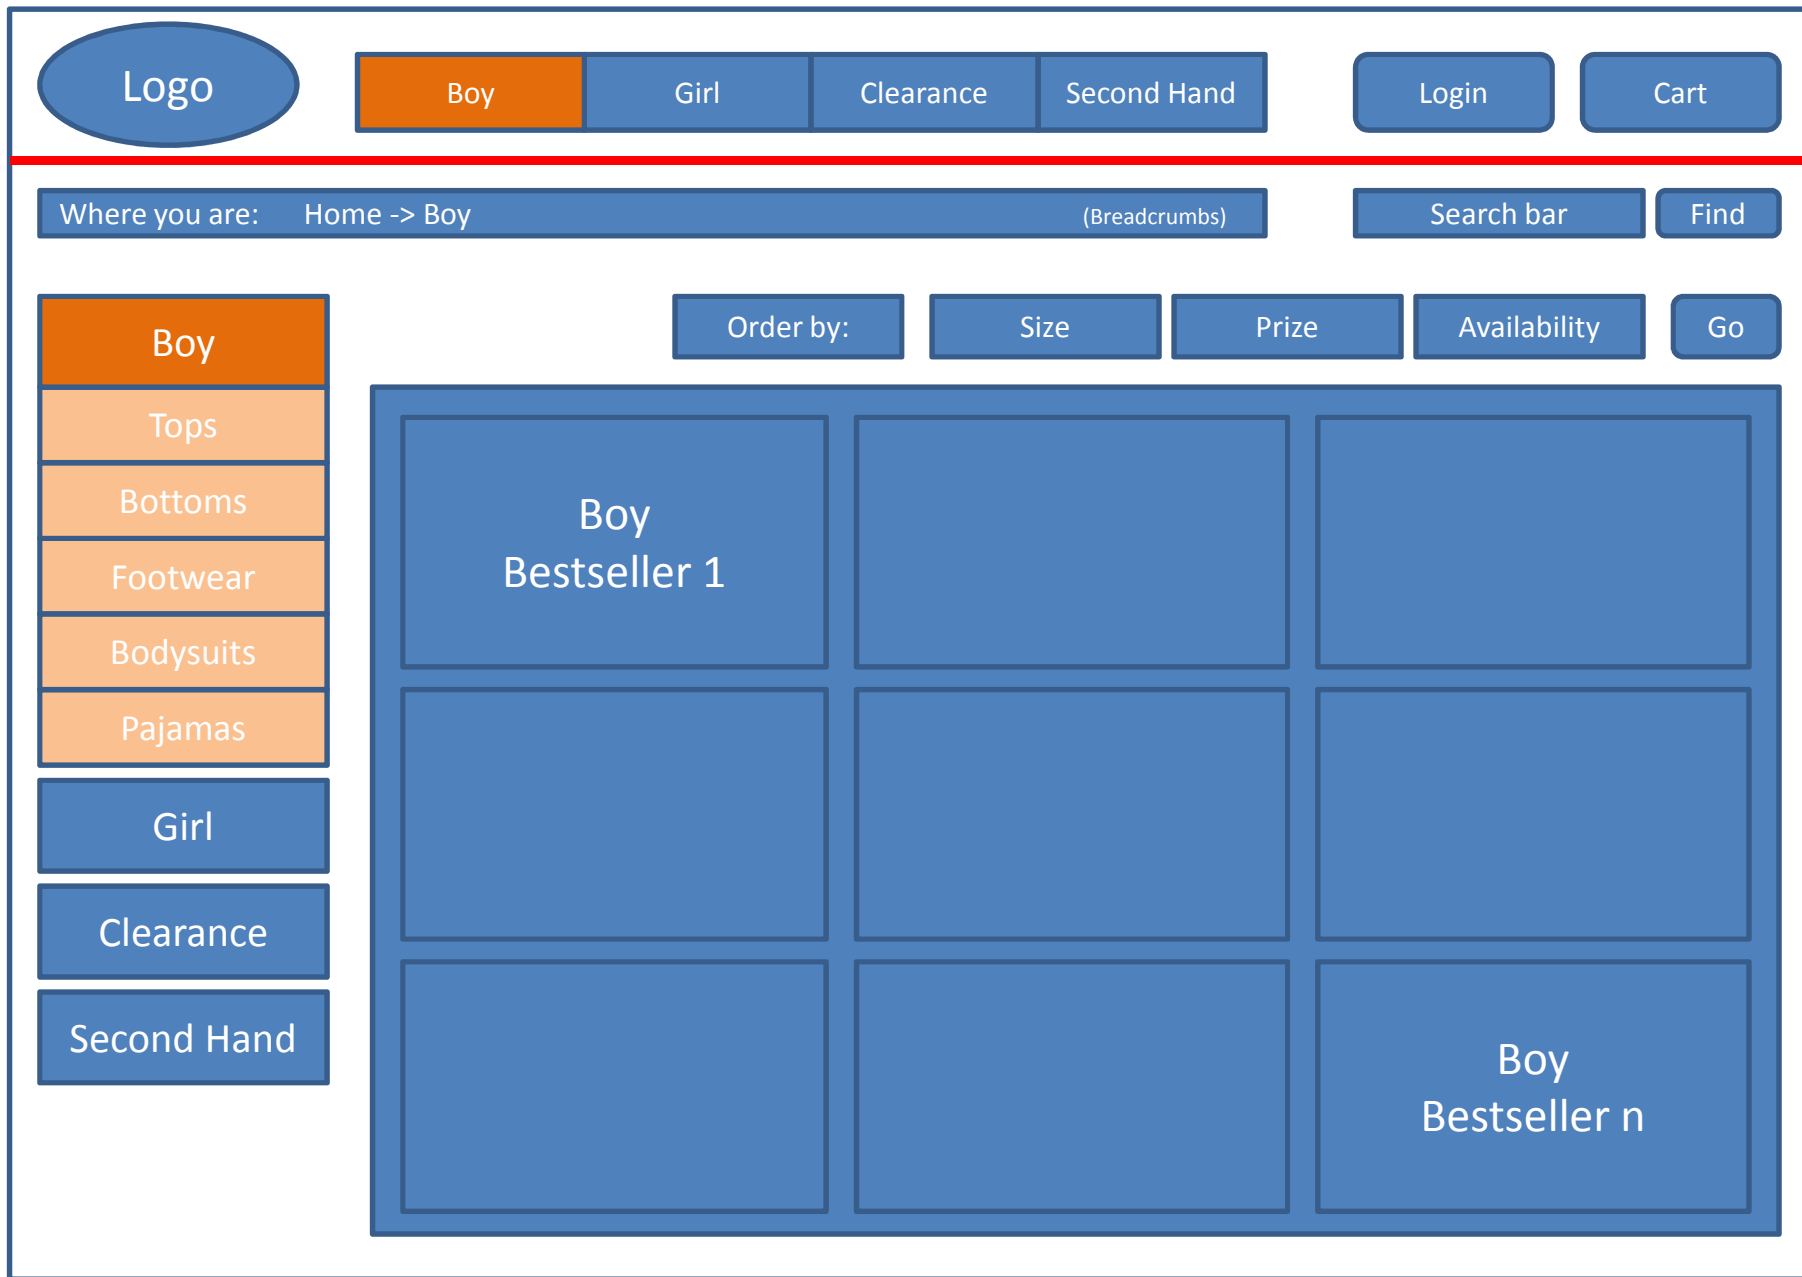 Logo
Boy Girl Clearance Second Hand
Login Cart
Where you are: Home -> Boy (Breadcrumbs)
Search bar Find
Order by: Size Prize Availability Go
Boy
Tops
Bottoms
Footwear
Bodysuits
Pajamas
Girl
Clearance
Second Hand
Boy
Bestseller 1
Boy
Bestseller n